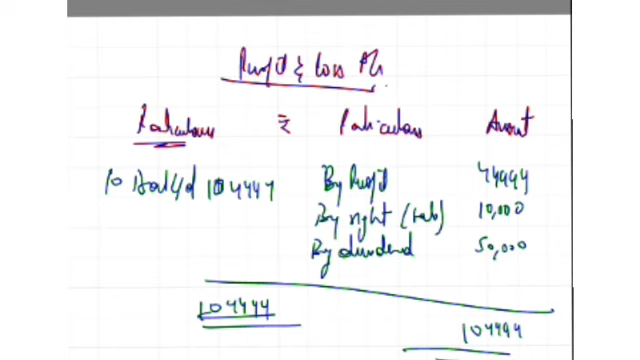 Profit & Loss A/c
Particulars ₹ Particulars Amount
To Bal c/d 104444 By Profit 44444
By right (sale) 10,000
By dividend 50,000
104444
104444